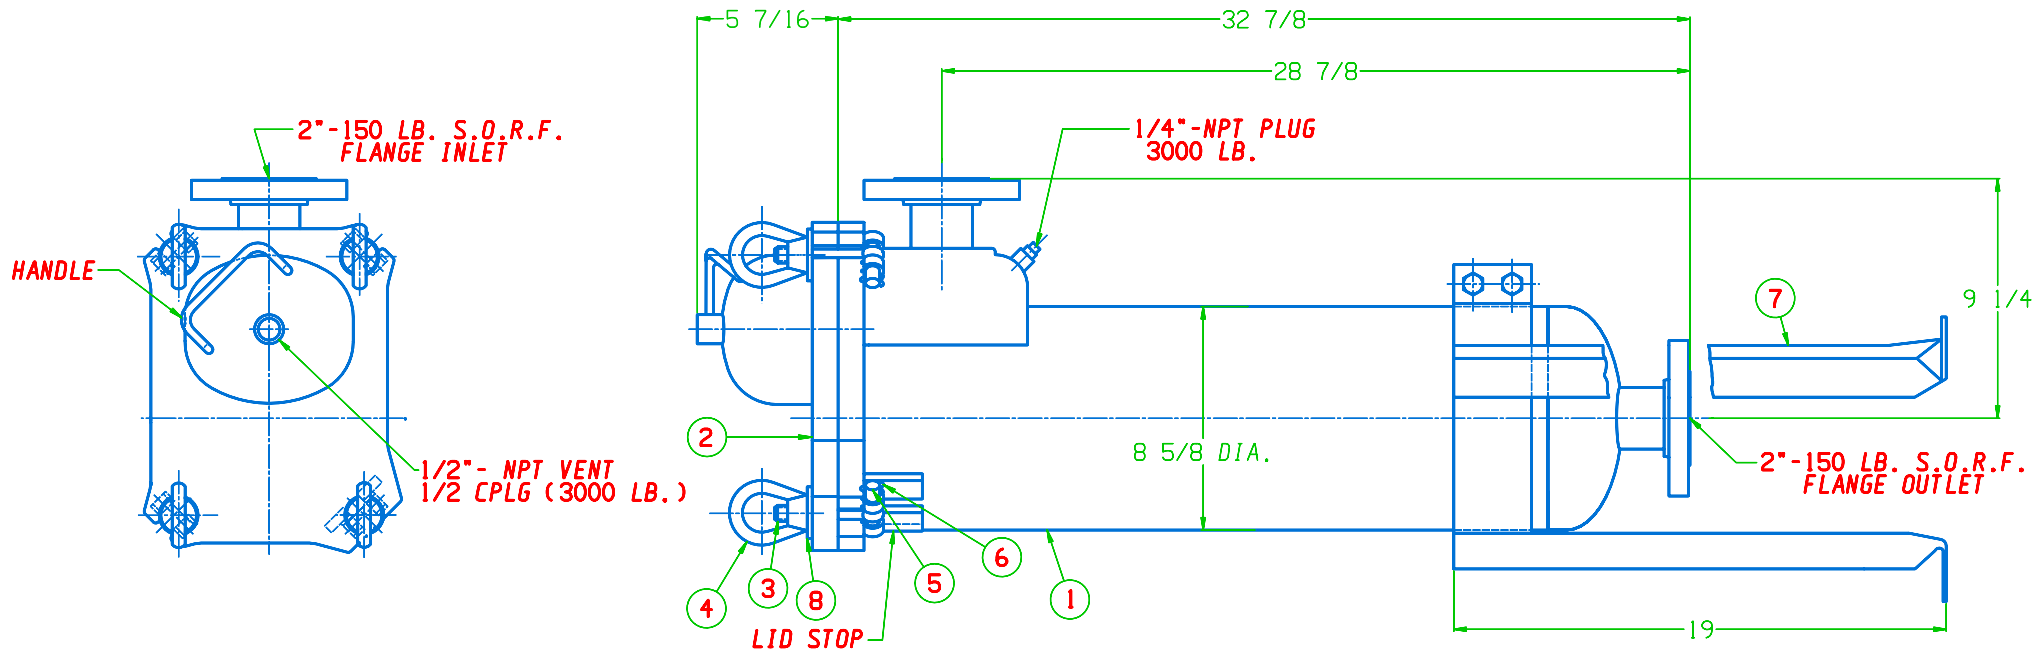 5 7/16
32 7/8
28 7/8
2"-150 LB. S.O.R.F.
FLANGE INLET
1/4"-NPT PLUG
3000 LB.
HANDLE
7
9 1/4
2
8 5/8 DIA.
1/2"- NPT VENT
1/2 CPLG (3000 LB.)
2"-150 LB. S.O.R.F.
FLANGE OUTLET
6
5
3
8
4
1
LID STOP
19